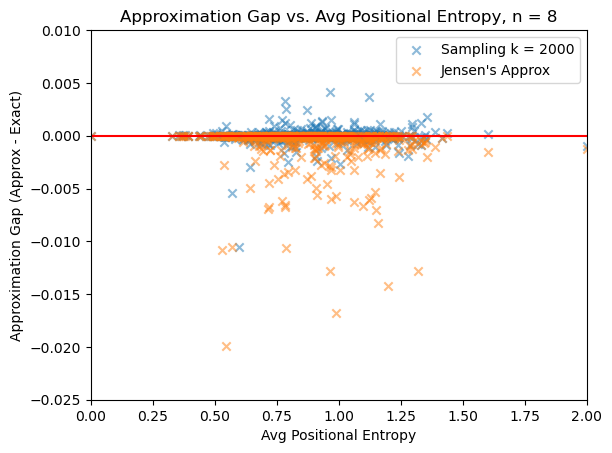 Approximation Gap vs. Avg Positional Entropy, n = 8
Sampling k = 2000
Jensen's Approx
Approximation Gap (Approx - Exact)
0.010
0.005
0.000
−0.005
−0.010
−0.015
−0.020
−0.025
0.00 0.25 0.50 0.75 1.00 1.25 1.50 1.75 2.00
Avg Positional Entropy